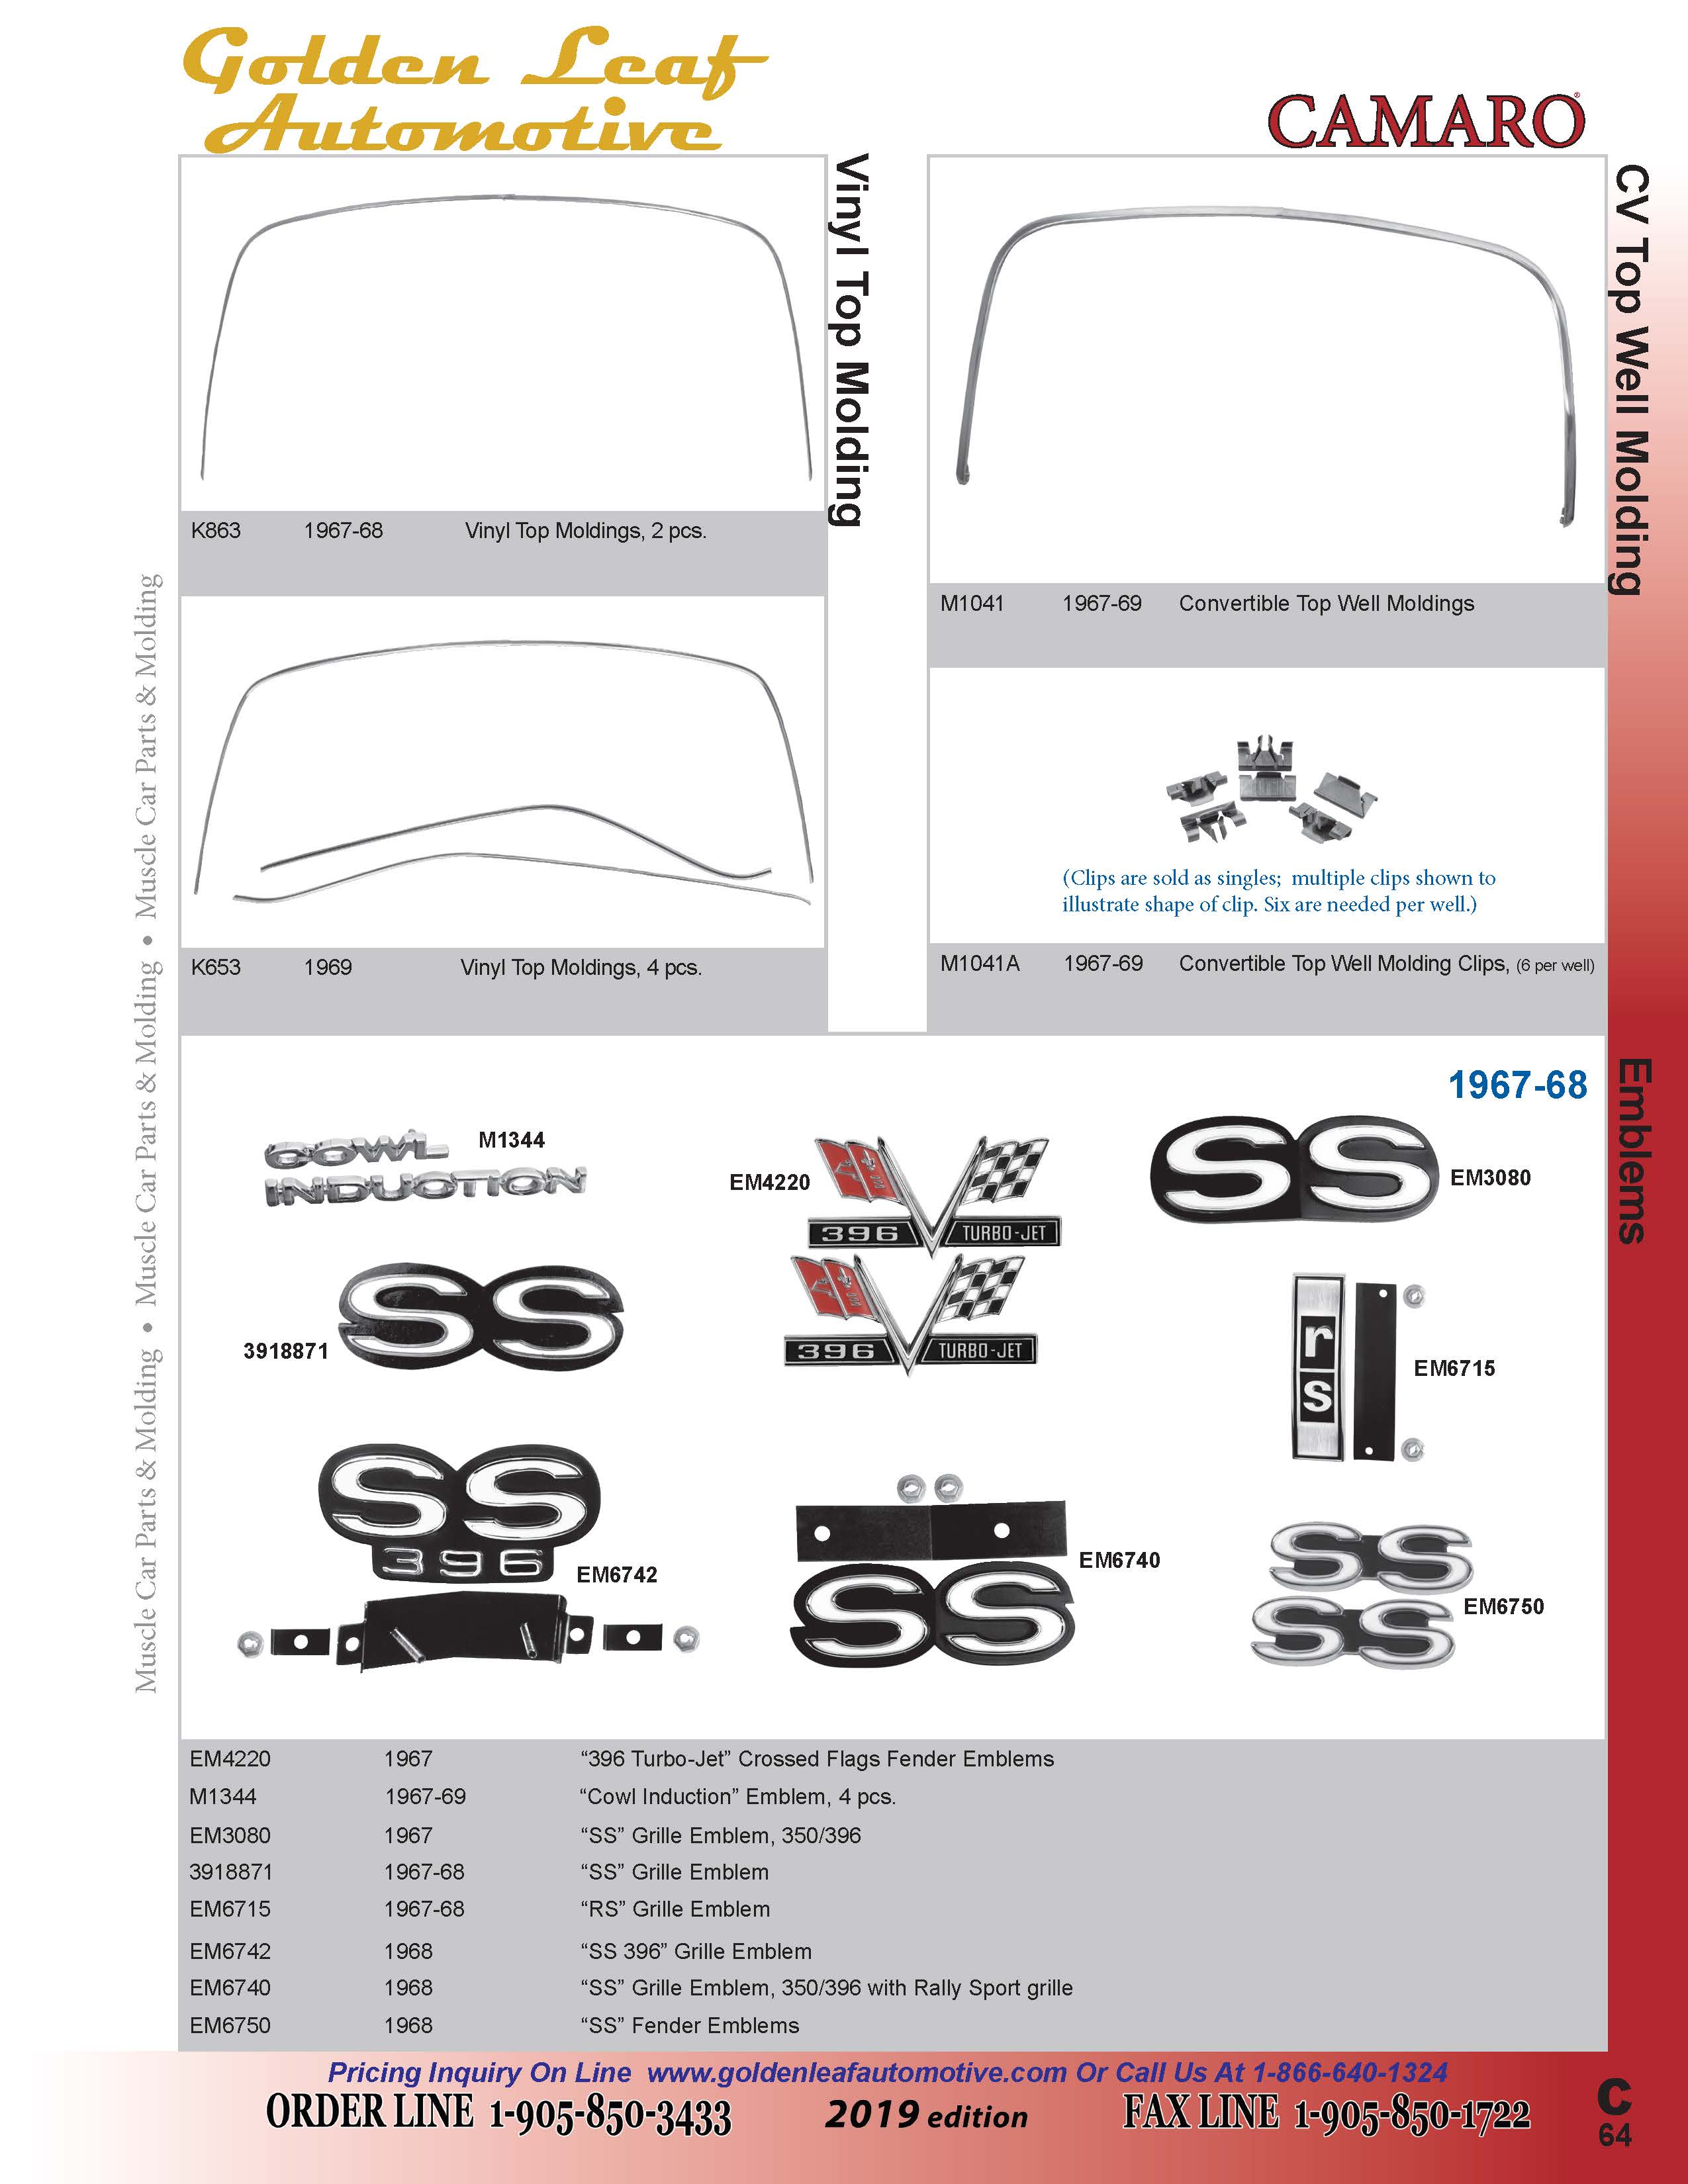 Golden Leaf
Automotive
CAMARO®
Vinyl Top Molding
CV Top Well Molding
K863 1967-68 Vinyl Top Moldings, 2 pcs.
M1041 1967-69 Convertible Top Well Moldings
(Clips are sold as singles; multiple clips shown to
illustrate shape of clip. Six are needed per well.)
K653 1969 Vinyl Top Moldings, 4 pcs.
M1041A 1967-69 Convertible Top Well Molding Clips, (6 per well)
Muscle Car Parts & Molding • Muscle Car Parts & Molding • Muscle Car Parts & Molding
Emblems
1967-68
COWL
INDUCTION
M1344
EM4220
396 TURBO-JET
396 TURBO-JET
SS
EM3080
SS
3918871
rs
EM6715
SS
396
EM6742
SS
EM6740
SS
SS
EM6750
EM4220 1967 “396 Turbo-Jet” Crossed Flags Fender Emblems
M1344 1967-69 “Cowl Induction” Emblem, 4 pcs.
EM3080 1967 “SS” Grille Emblem, 350/396
3918871 1967-68 “SS” Grille Emblem
EM6715 1967-68 “RS” Grille Emblem
EM6742 1968 “SS 396” Grille Emblem
EM6740 1968 “SS” Grille Emblem, 350/396 with Rally Sport grille
EM6750 1968 “SS” Fender Emblems
Pricing Inquiry On Line www.goldenleafautomotive.com Or Call Us At 1-866-640-1324
ORDER LINE 1-905-850-3433 2019 edition FAX LINE 1-905-850-1722
C
64